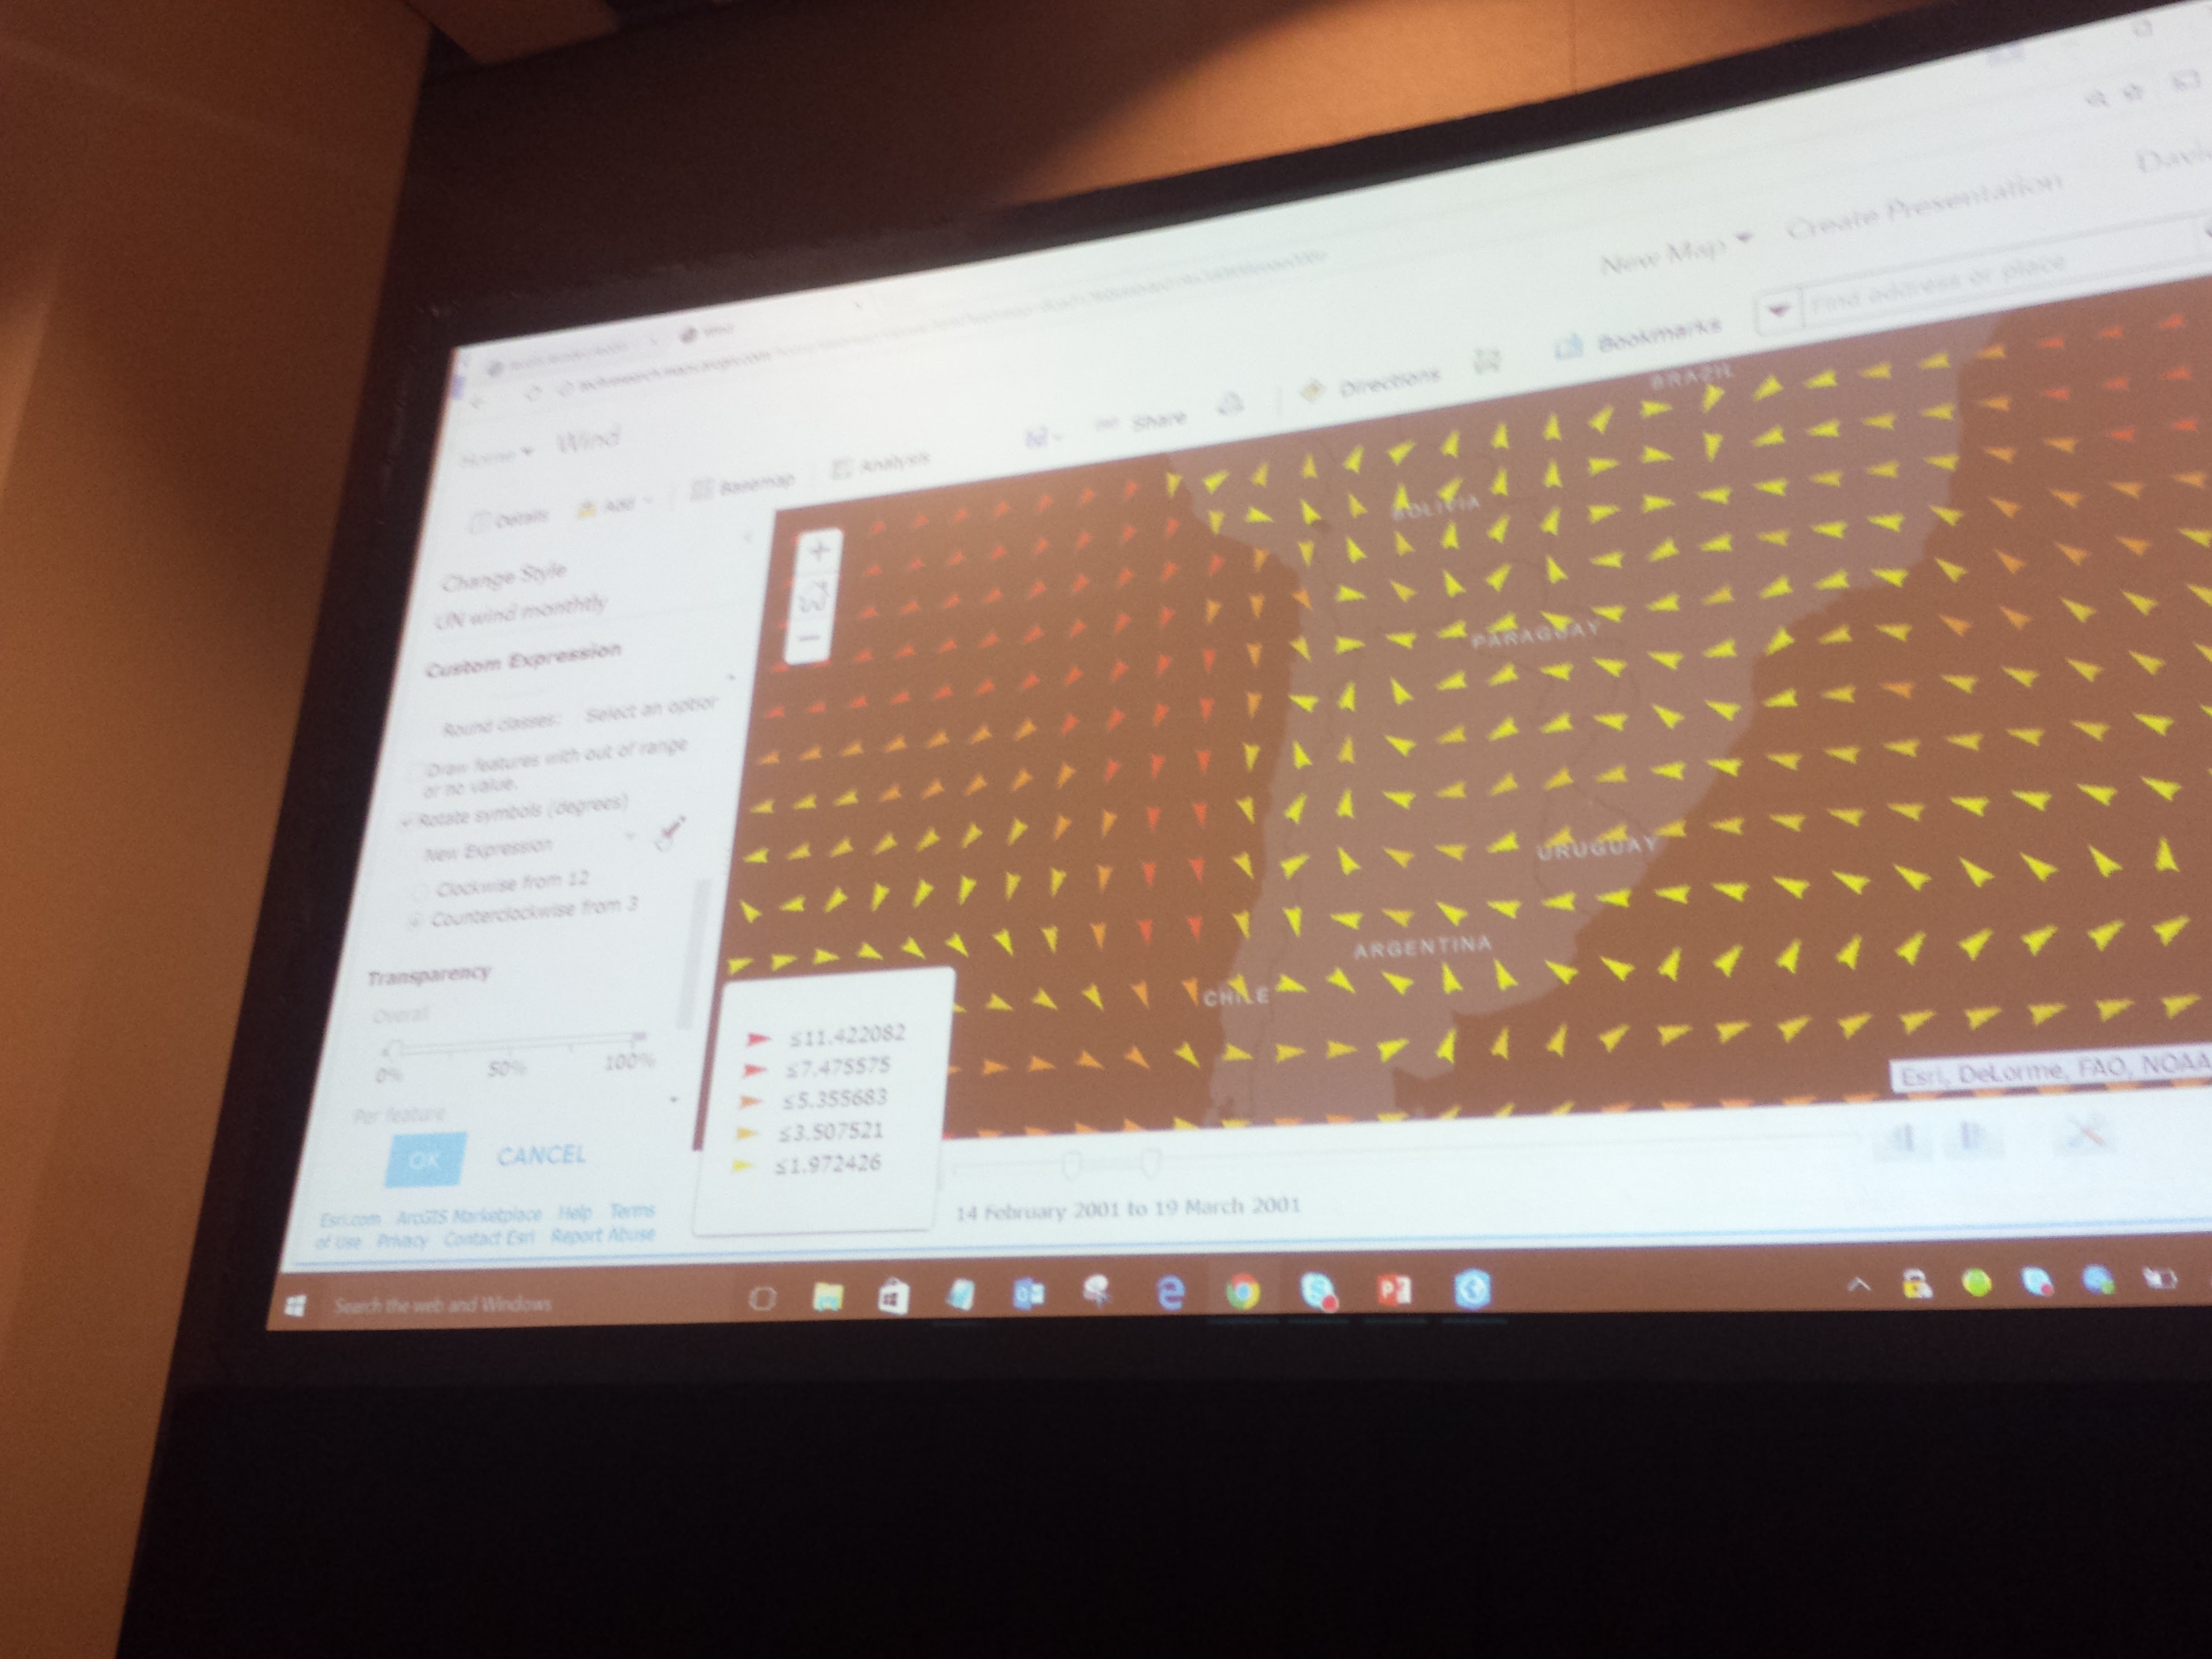 Wind
New Map Create Presentation
Find address or place
Home Wind
Details Add Basemap Analysis Share Directions Bookmarks
Change Style
UN wind monthtly
Custom Expression
Round classes: Select an option
Draw features with out of range
or no value.
Rotate symbols (degrees)
New Expression
Clockwise from 12
Counterclockwise from 3
Transparency
Overall
0% 50% 100%
Per feature
OK CANCEL
Esri.com ArcGIS Marketplace Help Terms
of Use Privacy Contact Esri Report Abuse
BRAZIL
BOLIVIA
PARAGUAY
URUGUAY
ARGENTINA
CHILE
≤11.422082
≤7.475575
≤5.355683
≤3.507521
≤1.972426
Esri, DeLorme, FAO, NOAA
14 February 2001 to 19 March 2001
Search the web and Windows